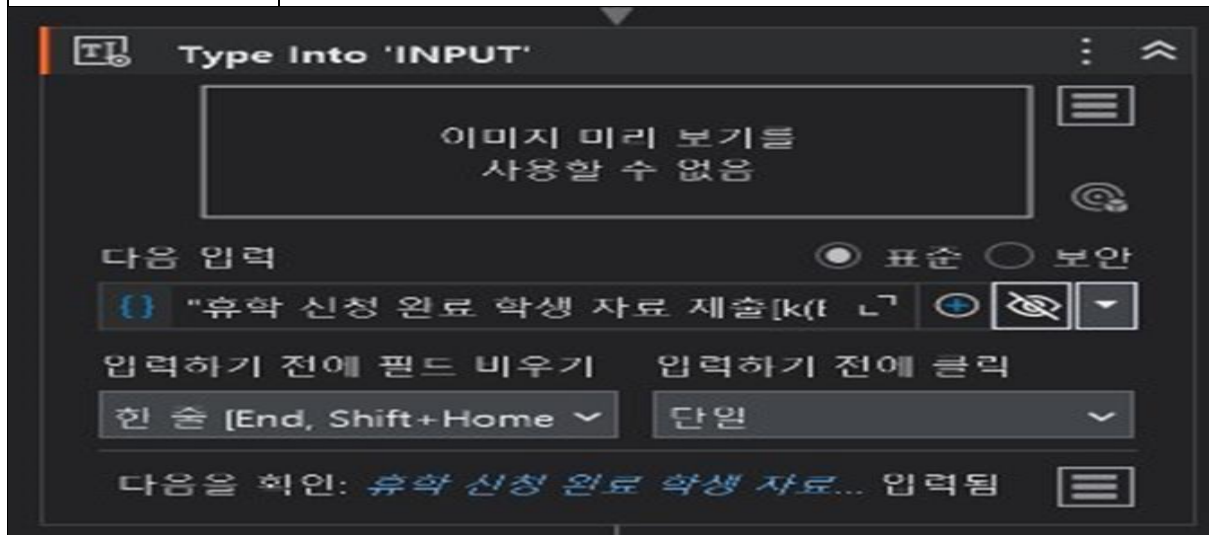 Type Into 'INPUT'
이미지 미리 보기를
사용할 수 없음
다음 입력 표준 보안
{} "휴학 신청 완료 학생 자료 제출[k(E
입력하기 전에 필드 비우기 입력하기 전에 클릭
한 줄 [End, Shift+Home 단일
다음을 확인: 휴학 신청 완료 학생 자료... 입력됨